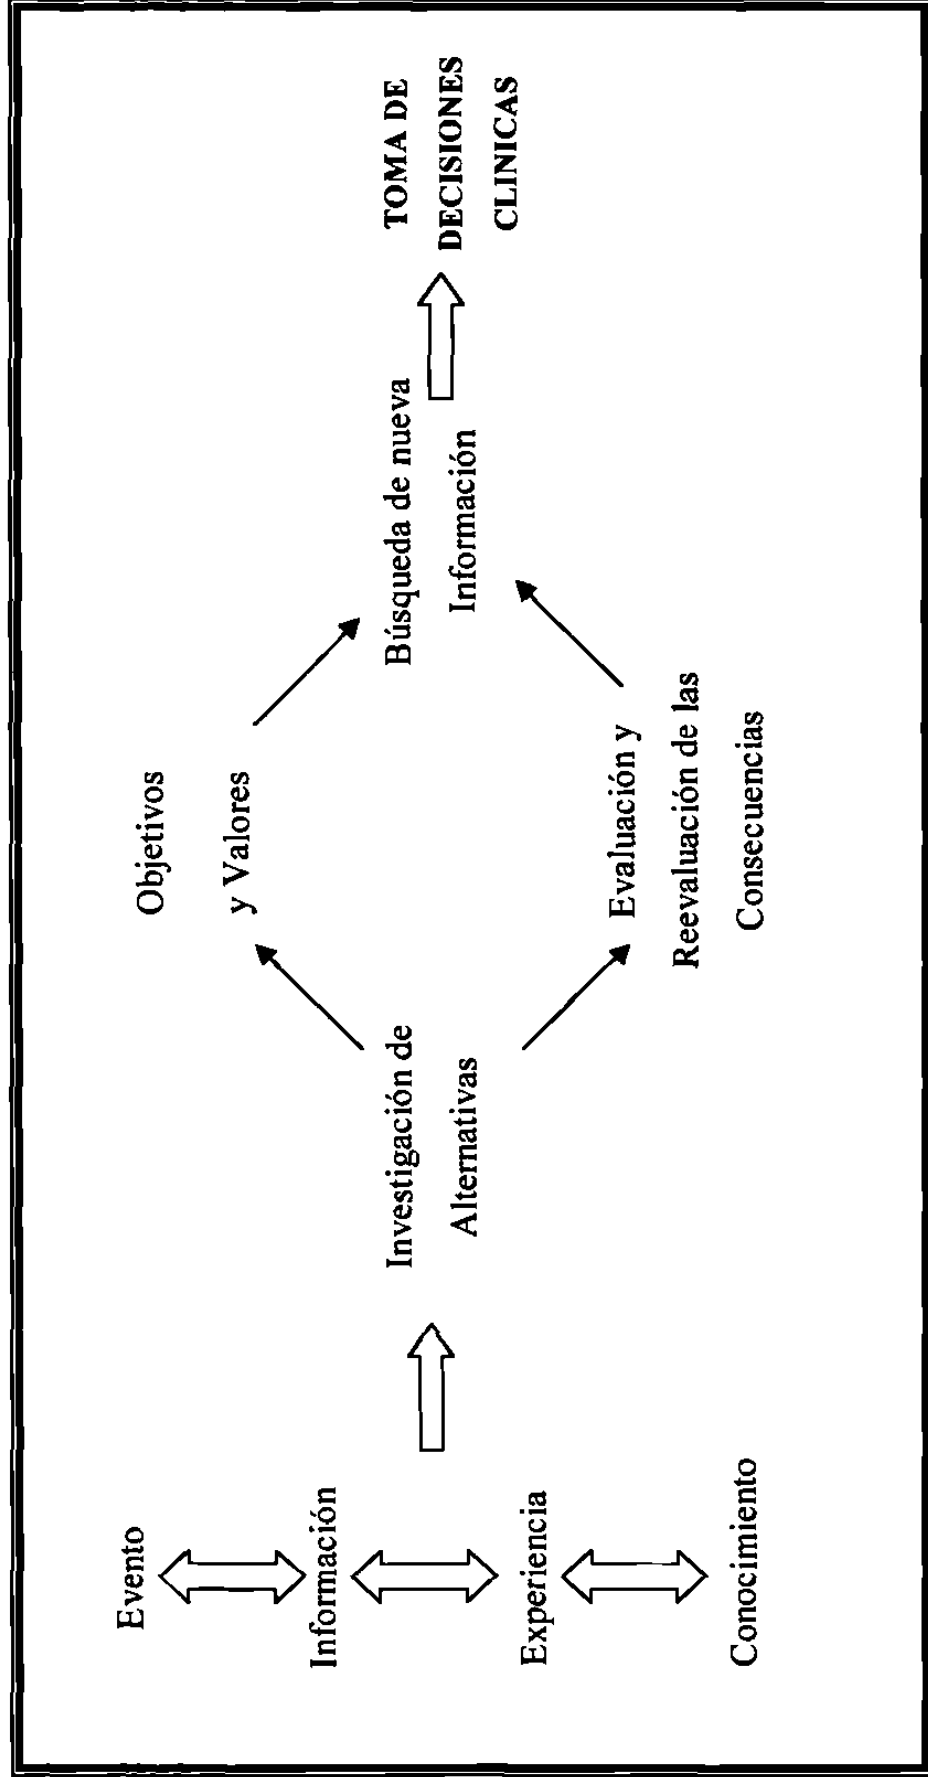 Evento
Información
Experiencia
Conocimiento
Investigación de
Alternativas
Objetivos
y Valores
Evaluación y
Reevaluación de las
Consecuencias
Búsqueda de nueva
Información
TOMA DE
DECISIONES
CLINICAS